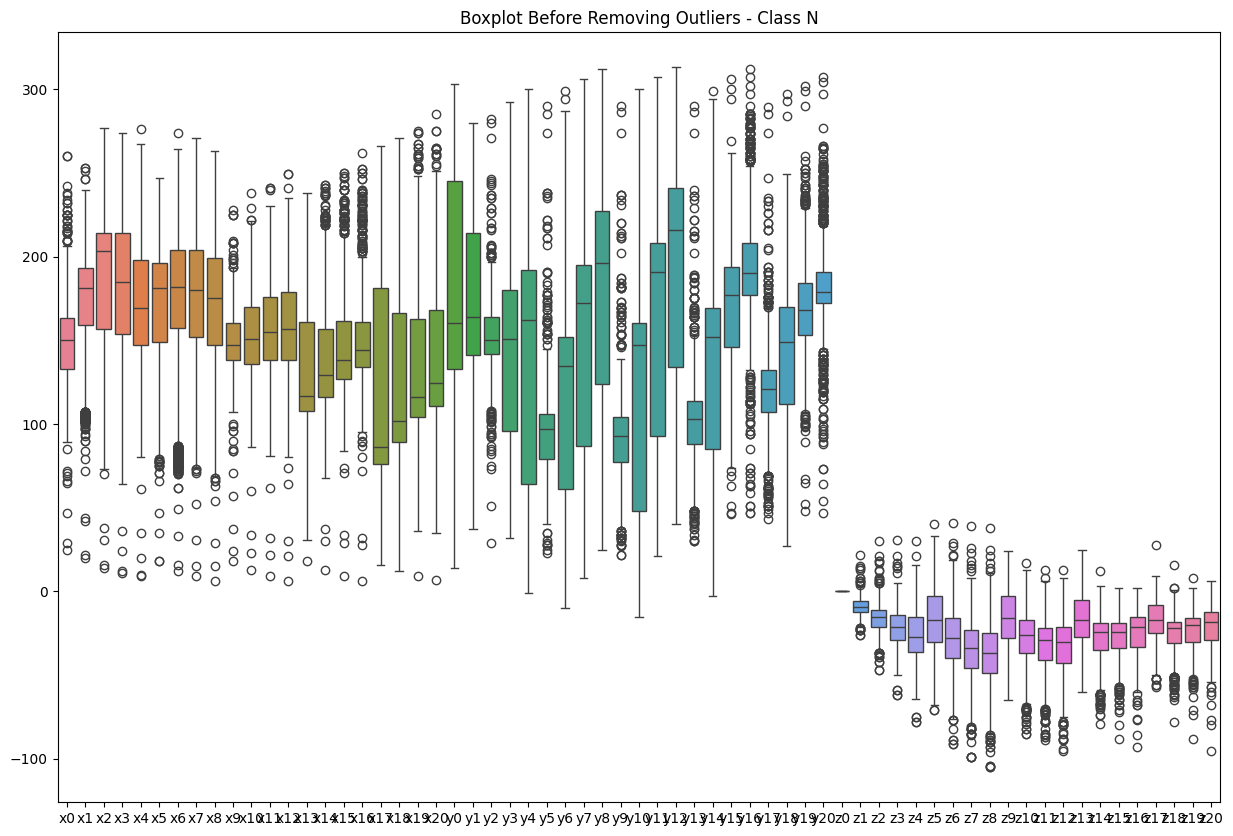 Boxplot Before Removing Outliers - Class N
300
200
100
0
−100
x0 x1 x2 x3 x4 x5 x6 x7 x8 x9 x10 x11 x12 x13 x14 x15 x16 x17 x18 x19 x20 y0 y1 y2 y3 y4 y5 y6 y7 y8 y9 y10 y11 y12 y13 y14 y15 y16 y17 y18 y19 y20 z0 z1 z2 z3 z4 z5 z6 z7 z8 z9 z10 z11 z12 z13 z14 z15 z16 z17 z18 z19 z20